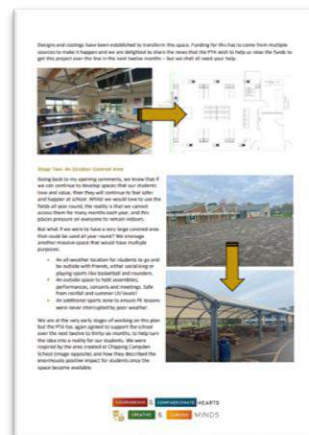 Designs and costings have been established to transform this space. Funding for this has to come from multiple
sources to make it happen and we are delighted to share the news that the PTA wish to help us raise the funds to
get this project over the line in the next twelve months – but we shall all need your help.
Stage Two: An Outdoor Covered Area
Going back to my opening comments, we know that if
we can continue to develop spaces that our students
love and value, then they will continue to feel safer
and happier at school. Whilst we would love to use the
fields all year round, the reality is that we cannot
access them for many months each year, and this
places pressure on everyone to remain indoors.
But what if we were to have a very large covered area
that could be used all year round? We envisage
another massive space that would have multiple
purposes:
• An all-weather location for students to go and
be outside with friends, either socialising or
playing sports like basketball and rounders.
• An outside space to hold assemblies,
performances, concerts and meetings. Safe
from rainfall and summer UV levels!
• An additional sports zone to ensure PE lessons
were never interrupted by poor weather.
We are at the very early stages of working on this plan
but the PTA has again agreed to support the school
over the next twelve to thirty-six months, to help turn
the idea into a reality for our students. We were
inspired by the area created at Chipping Campden
School (image opposite) and how they described the
enormously positive impact for students once the
space became available.
COURAGEOUS & COMPASSIONATE HEARTS
CREATIVE & CURIOUS MINDS